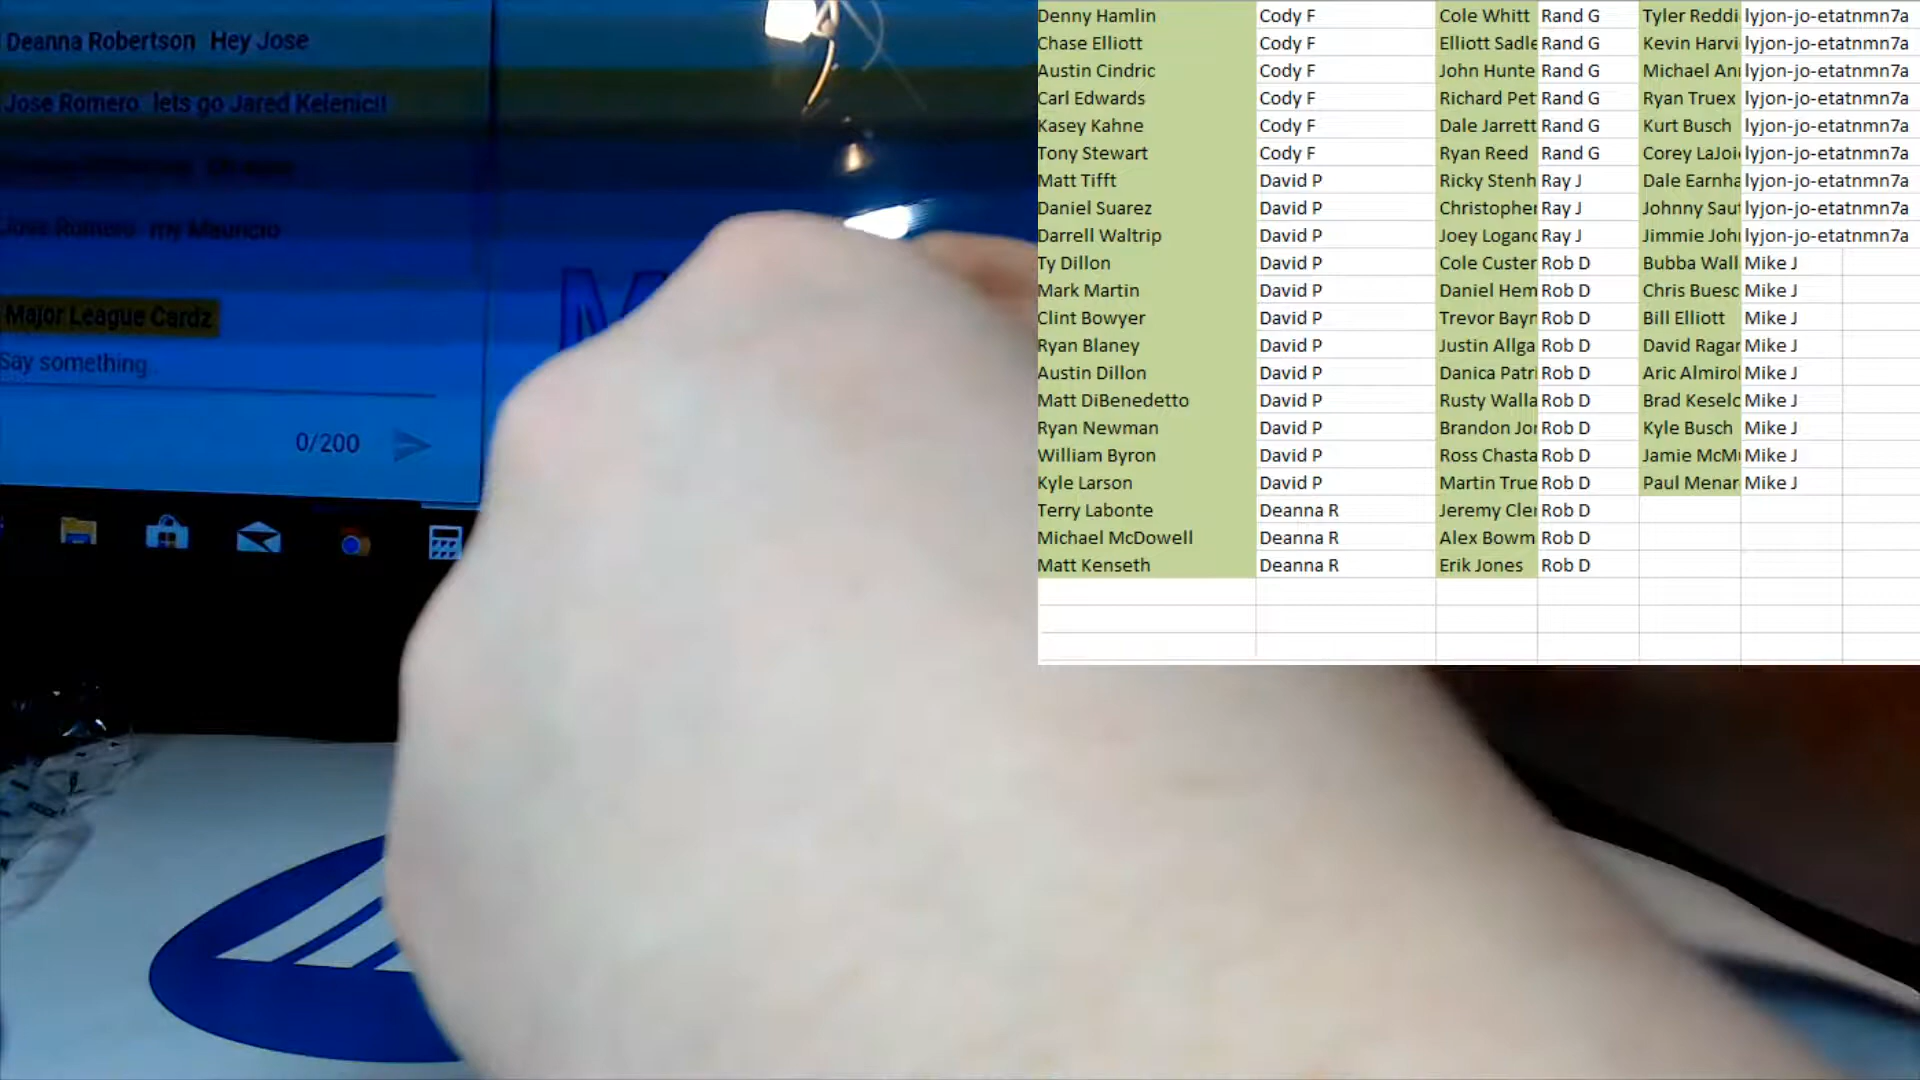 Deanna Robertson Hey Jose
Jose Romero lets go Jared Kelenic!!
Jose Romero my Mauricio
Major League Cardz
Say something
0/200
M
Denny Hamlin Cody F Cole Whitt Rand G Tyler Reddi lyjon-jo-etatnmn7a
Chase Elliott Cody F Elliott Sadle Rand G Kevin Harvi lyjon-jo-etatnmn7a
Austin Cindric Cody F John Hunte Rand G Michael An lyjon-jo-etatnmn7a
Carl Edwards Cody F Richard Pet Rand G Ryan Truex lyjon-jo-etatnmn7a
Kasey Kahne Cody F Dale Jarrett Rand G Kurt Busch lyjon-jo-etatnmn7a
Tony Stewart Cody F Ryan Reed Rand G Corey LaJoi lyjon-jo-etatnmn7a
Matt Tifft David P Ricky Stenh Ray J Dale Earnha lyjon-jo-etatnmn7a
Daniel Suarez David P Christopher Ray J Johnny Saut lyjon-jo-etatnmn7a
Darrell Waltrip David P Joey Logano Ray J Jimmie John lyjon-jo-etatnmn7a
Ty Dillon David P Cole Custer Rob D Bubba Wall Mike J
Mark Martin David P Daniel Hem Rob D Chris Buesc Mike J
Clint Bowyer David P Trevor Bayn Rob D Bill Elliott Mike J
Ryan Blaney David P Justin Allga Rob D David Ragan Mike J
Austin Dillon David P Danica Patri Rob D Aric Almirol Mike J
Matt DiBenedetto David P Rusty Walla Rob D Brad Keselo Mike J
Ryan Newman David P Brandon Jon Rob D Kyle Busch Mike J
William Byron David P Ross Chasta Rob D Jamie McMu Mike J
Kyle Larson David P Martin True Rob D Paul Menar Mike J
Terry Labonte Deanna R Jeremy Cle Rob D
Michael McDowell Deanna R Alex Bowm Rob D
Matt Kenseth Deanna R Erik Jones Rob D